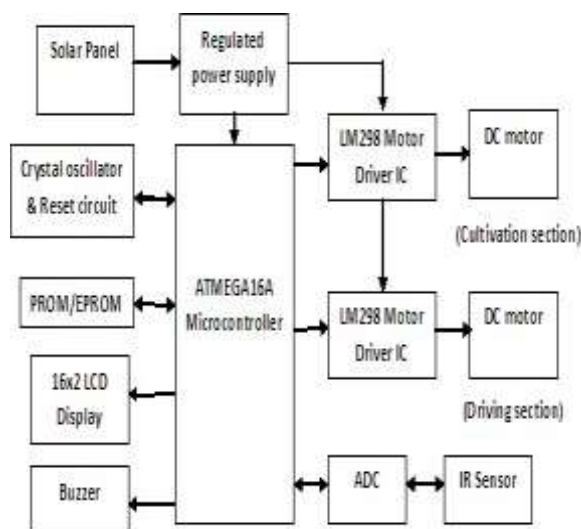 Solar Panel
Regulated
power supply
LM298 Motor
Driver IC
DC motor
Crystal oscillator
& Reset circuit
(Cultivation section)
ATMEGA16A
Microcontroller
PROM/EPROM
LM298 Motor
Driver IC
DC motor
16x2 LCD
Display
(Driving section)
Buzzer
ADC
IR Sensor